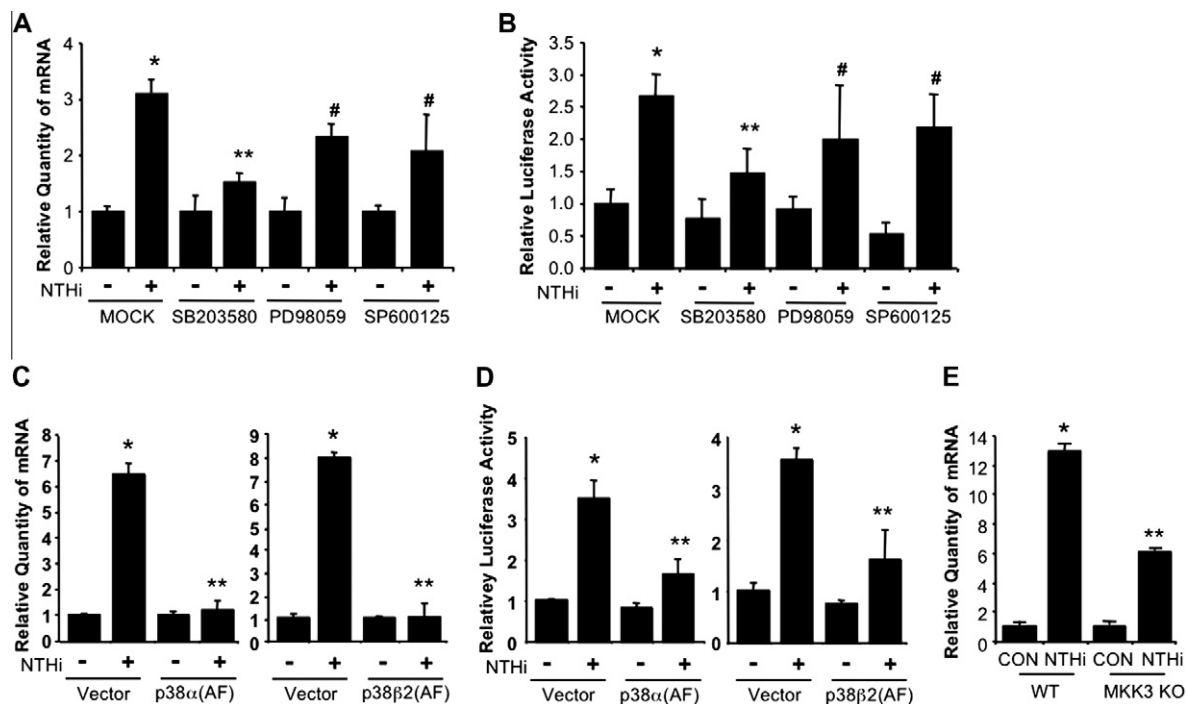 A
Relative Quantity of mRNA
4
3
2
1
0
*
**
#
#
NTHi - + - + - + - +
MOCK SB203580 PD98059 SP600125
B
Relative Luciferase Activity
3.5
3.0
2.5
2.0
1.5
1.0
0.5
0.0
*
**
#
#
NTHi - + - + - + - +
MOCK SB203580 PD98059 SP600125
C
Relative Quantity of mRNA
8
7
6
5
4
3
2
1
0
*
**
NTHi - + - +
Vector p38α(AF)
9
8
7
6
5
4
3
2
1
0
*
**
- + - +
Vector p38β2(AF)
D
Relativey Luciferase Activity
5
4
3
2
1
0
*
**
NTHi - + - +
Vector p38α(AF)
4
4
2
1
0
*
**
- + - +
Vector p38β2(AF)
E
Relative Quantity of mRNA
14
12
10
8
6
4
2
0
*
**
CON NTHi CON NTHi
WT MKK3 KO